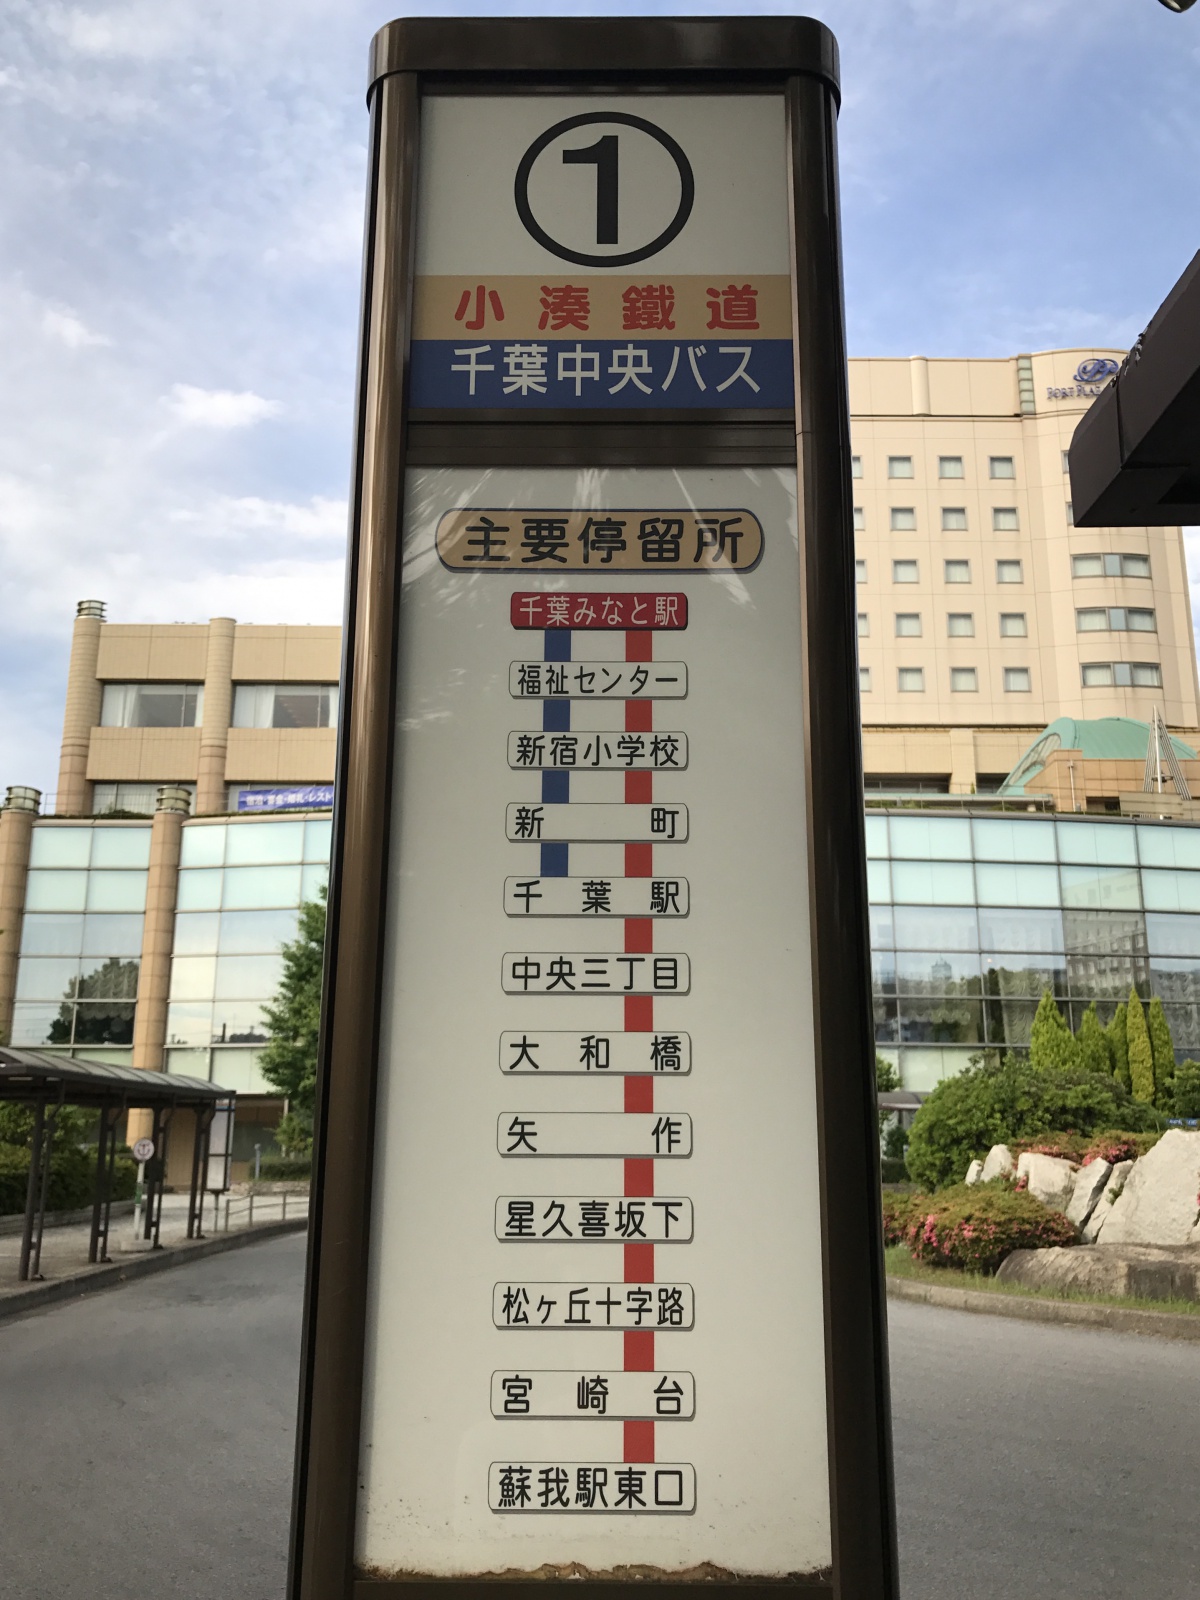 1
小湊鐵道
千葉中央バス
PORT PLAZ
主要停留所
千葉みなと駅
福祉センター
新宿小学校
新町
千葉駅
中央三丁目
大和橋
矢作
星久喜坂下
松ヶ丘十字路
宮崎台
蘇我駅東口